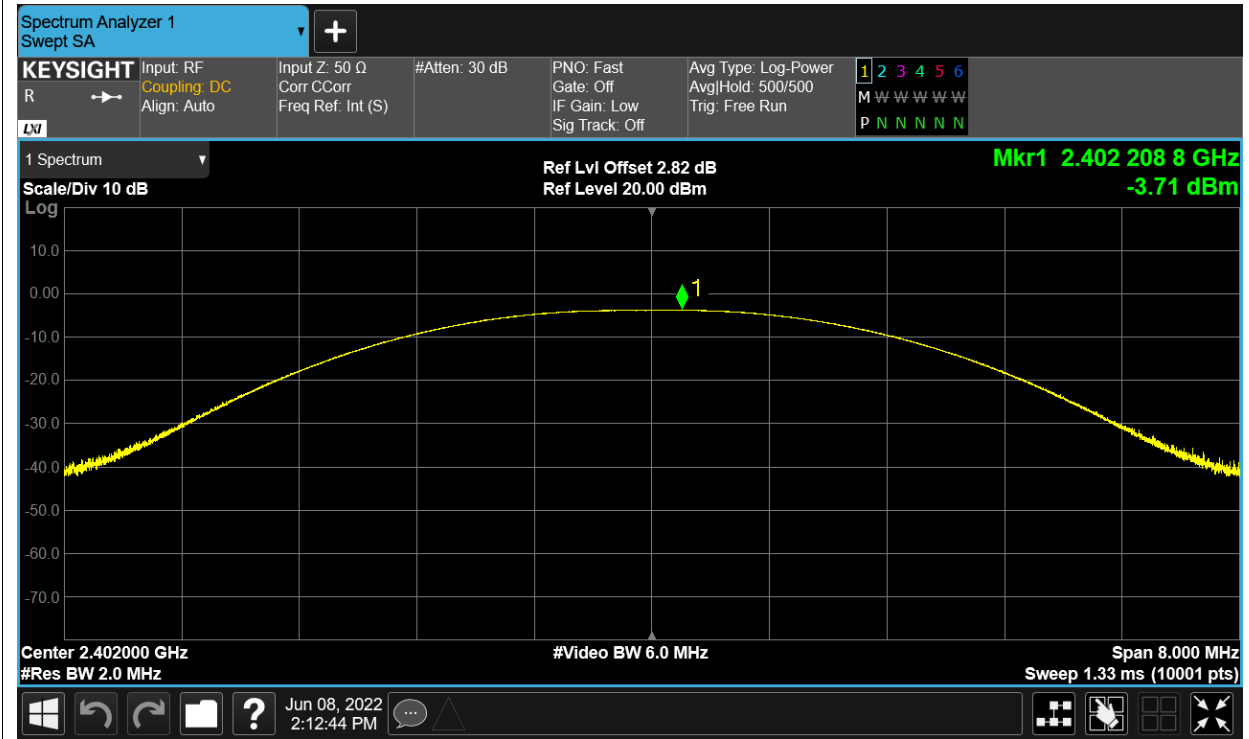 Spectrum Analyzer 1
Swept SA
KEYSIGHT
R
LXI
Input: RF
Coupling: DC
Align: Auto
Input Z: 50 Ω
Corr CCorr
Freq Ref: Int (S)
#Atten: 30 dB
PNO: Fast
Gate: Off
IF Gain: Low
Sig Track: Off
Avg Type: Log-Power
Avg|Hold: 500/500
Trig: Free Run
1 2 3 4 5 6
M W W W W W
P N N N N N
1 Spectrum
Scale/Div 10 dB
Log
Ref Lvl Offset 2.82 dB
Ref Level 20.00 dBm
Mkr1 2.402 208 8 GHz
-3.71 dBm
10.0
0.00
1
-10.0
-20.0
-30.0
-40.0
-50.0
-60.0
-70.0
Center 2.402000 GHz
#Video BW 6.0 MHz
Span 8.000 MHz
#Res BW 2.0 MHz
Sweep 1.33 ms (10001 pts)
?
Jun 08, 2022
2:12:44 PM